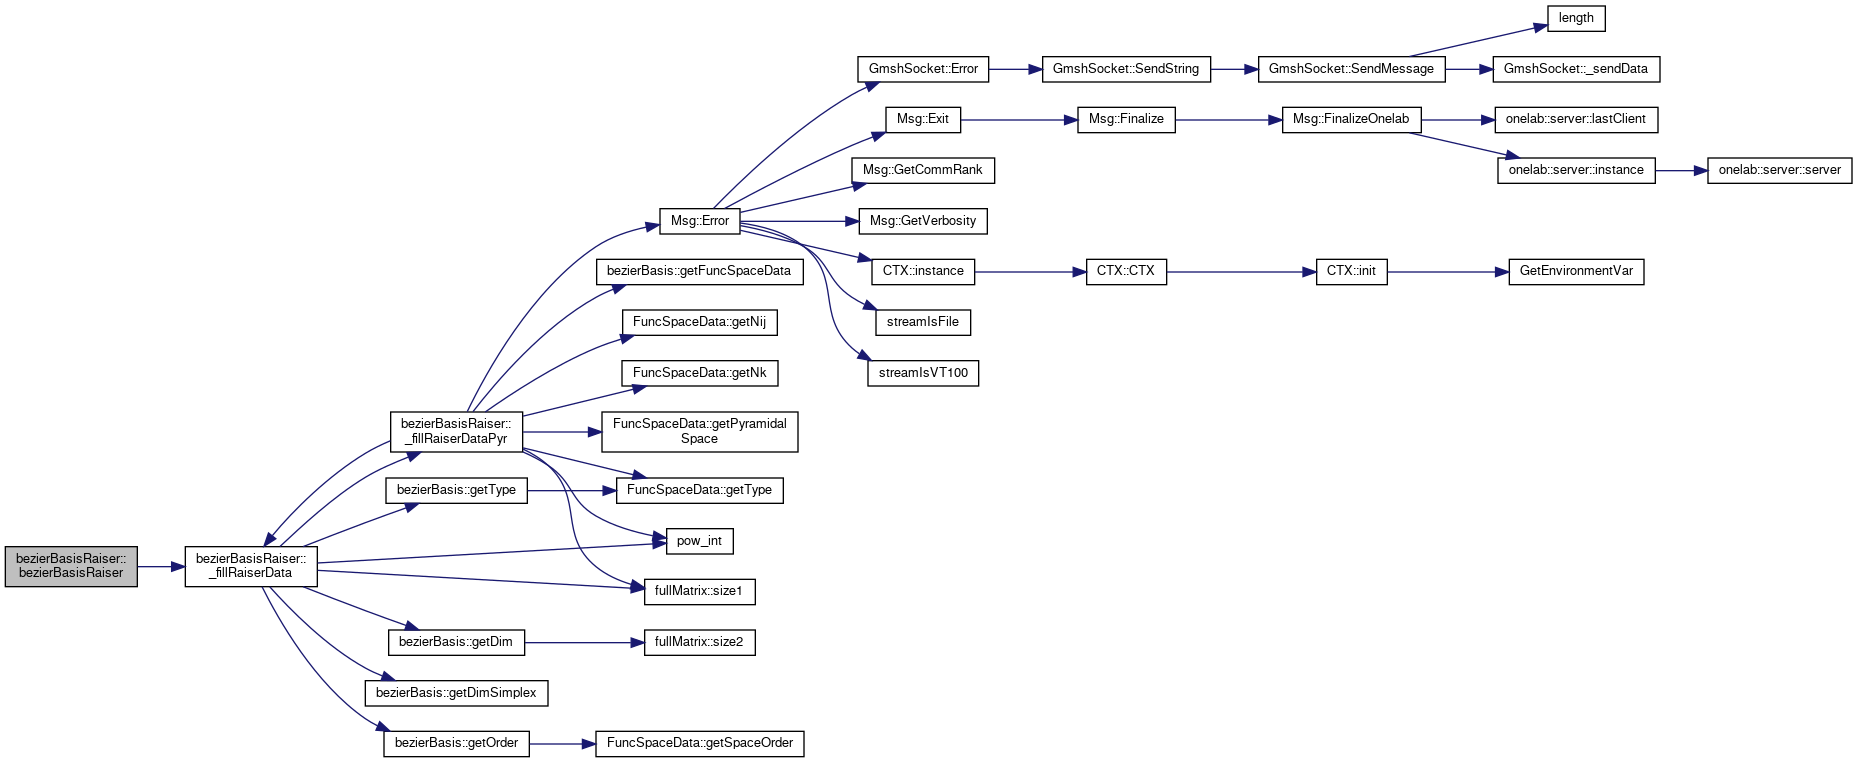 length
GmshSocket::Error
GmshSocket::SendString
GmshSocket::SendMessage
GmshSocket::_sendData
Msg::Exit
Msg::Finalize
Msg::FinalizeOnelab
onelab::server::lastClient
Msg::GetCommRank
onelab::server::instance
onelab::server::server
Msg::Error
Msg::GetVerbosity
bezierBasis::getFuncSpaceData
CTX::instance
CTX::CTX
CTX::init
GetEnvironmentVar
FuncSpaceData::getNij
streamIsFile
FuncSpaceData::getNk
streamIsVT100
bezierBasisRaiser::
_fillRaiserDataPyr
FuncSpaceData::getPyramidal
Space
bezierBasis::getType
FuncSpaceData::getType
pow_int
bezierBasisRaiser::
bezierBasisRaiser
bezierBasisRaiser::
_fillRaiserData
fullMatrix::size1
bezierBasis::getDim
fullMatrix::size2
bezierBasis::getDimSimplex
bezierBasis::getOrder
FuncSpaceData::getSpaceOrder